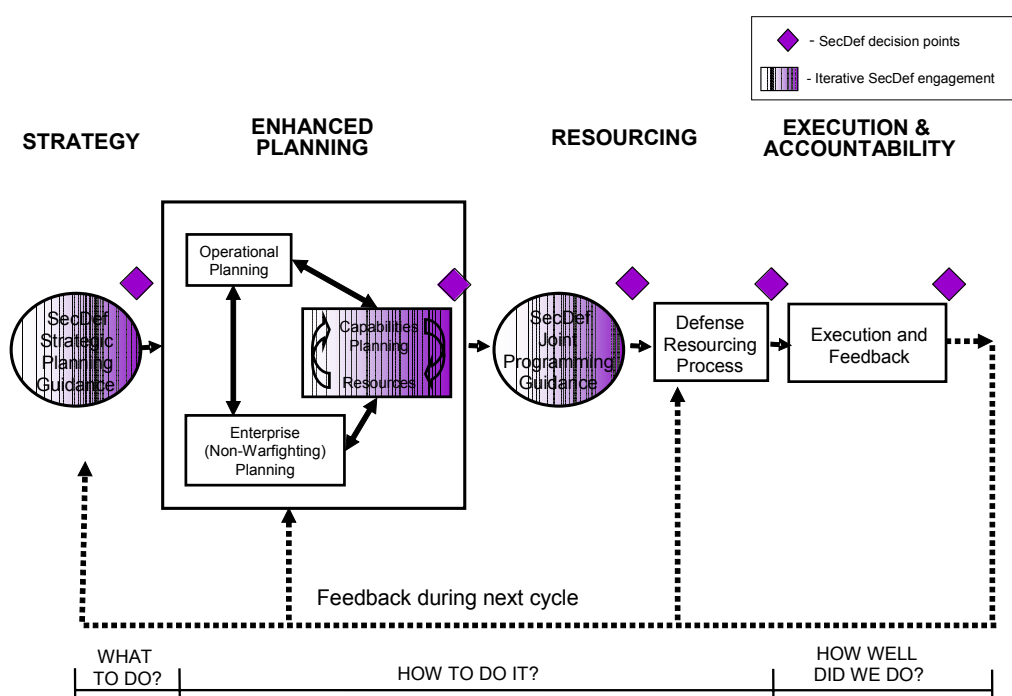 - SecDef decision points
- Iterative SecDef engagement
STRATEGY
ENHANCED
PLANNING
RESOURCING
EXECUTION &
ACCOUNTABILITY
Operational
Planning
SecDef
Strategic
Planning
Guidance
Capabilities
Planning
Resources
Enterprise
(Non-Warfighting)
Planning
SecDef
Joint
Programming
Guidance
Defense
Resourcing
Process
Execution and
Feedback
Feedback during next cycle
WHAT
TO DO?
HOW TO DO IT?
HOW WELL
DID WE DO?